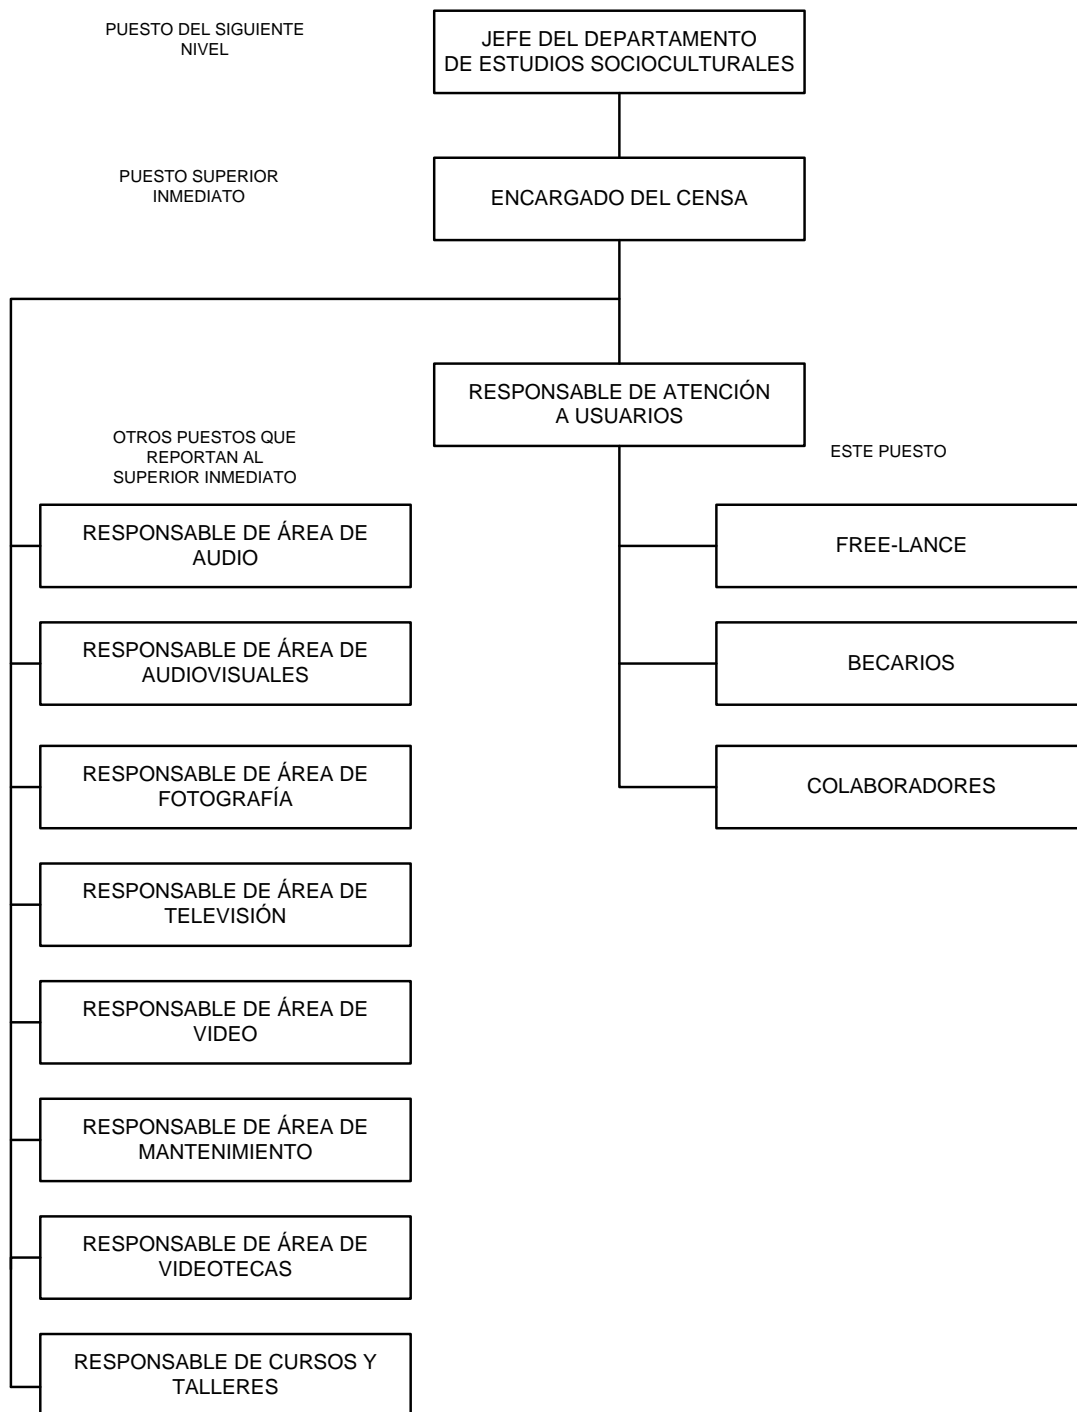 PUESTO DEL SIGUIENTE
NIVEL
JEFE DEL DEPARTAMENTO
DE ESTUDIOS SOCIOCULTURALES
PUESTO SUPERIOR
INMEDIATO
ENCARGADO DEL CENSA
RESPONSABLE DE ATENCIÓN
A USUARIOS
OTROS PUESTOS QUE
REPORTAN AL
SUPERIOR INMEDIATO
ESTE PUESTO
RESPONSABLE DE ÁREA DE
AUDIO
FREE-LANCE
RESPONSABLE DE ÁREA DE
AUDIOVISUALES
BECARIOS
RESPONSABLE DE ÁREA DE
FOTOGRAFÍA
COLABORADORES
RESPONSABLE DE ÁREA DE
TELEVISIÓN
RESPONSABLE DE ÁREA DE
VIDEO
RESPONSABLE DE ÁREA DE
MANTENIMIENTO
RESPONSABLE DE ÁREA DE
VIDEOTECAS
RESPONSABLE DE CURSOS Y
TALLERES